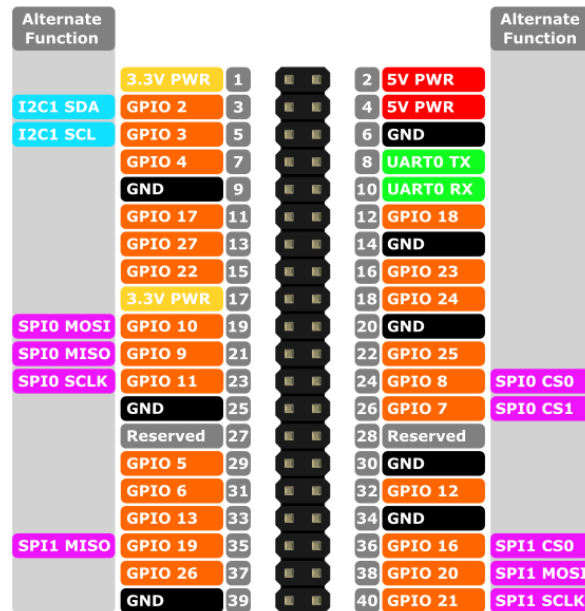 Alternate Function Alternate Function
3.3V PWR 1 2 5V PWR
I2C1 SDA GPIO 2 3 4 5V PWR
I2C1 SCL GPIO 3 5 6 GND
GPIO 4 7 8 UART0 TX
GND 9 10 UART0 RX
GPIO 17 11 12 GPIO 18
GPIO 27 13 14 GND
GPIO 22 15 16 GPIO 23
3.3V PWR 17 18 GPIO 24
SPI0 MOSI GPIO 10 19 20 GND
SPI0 MISO GPIO 9 21 22 GPIO 25
SPI0 SCLK GPIO 11 23 24 GPIO 8 SPI0 CS0
GND 25 26 GPIO 7 SPI0 CS1
Reserved 27 28 Reserved
GPIO 5 29 30 GND
GPIO 6 31 32 GPIO 12
GPIO 13 33 34 GND
SPI1 MISO GPIO 19 35 36 GPIO 16 SPI1 CS0
GPIO 26 37 38 GPIO 20 SPI1 MOSI
GND 39 40 GPIO 21 SPI1 SCLK